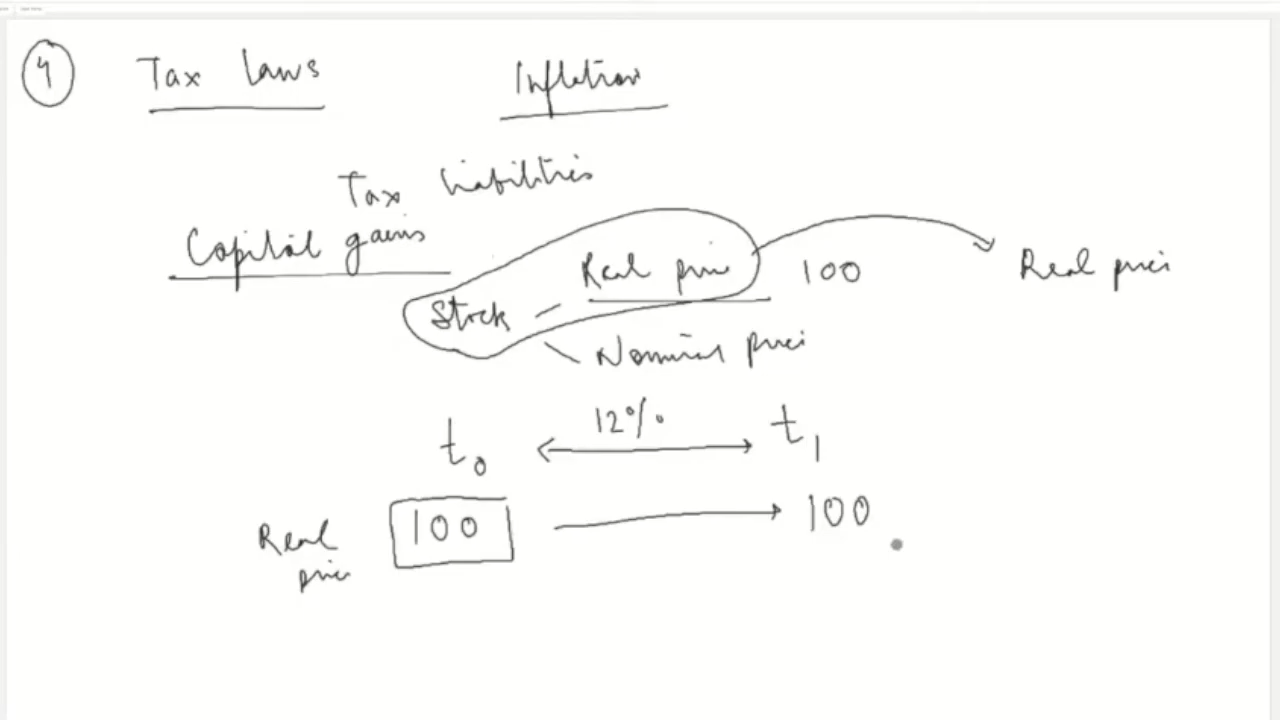 4 Tax Laws Inflation
Tax liabilities
Capital gains
Real price 100 Real price
Stock
Nominal price
12%
t₀ t₁
100 100
Real
price